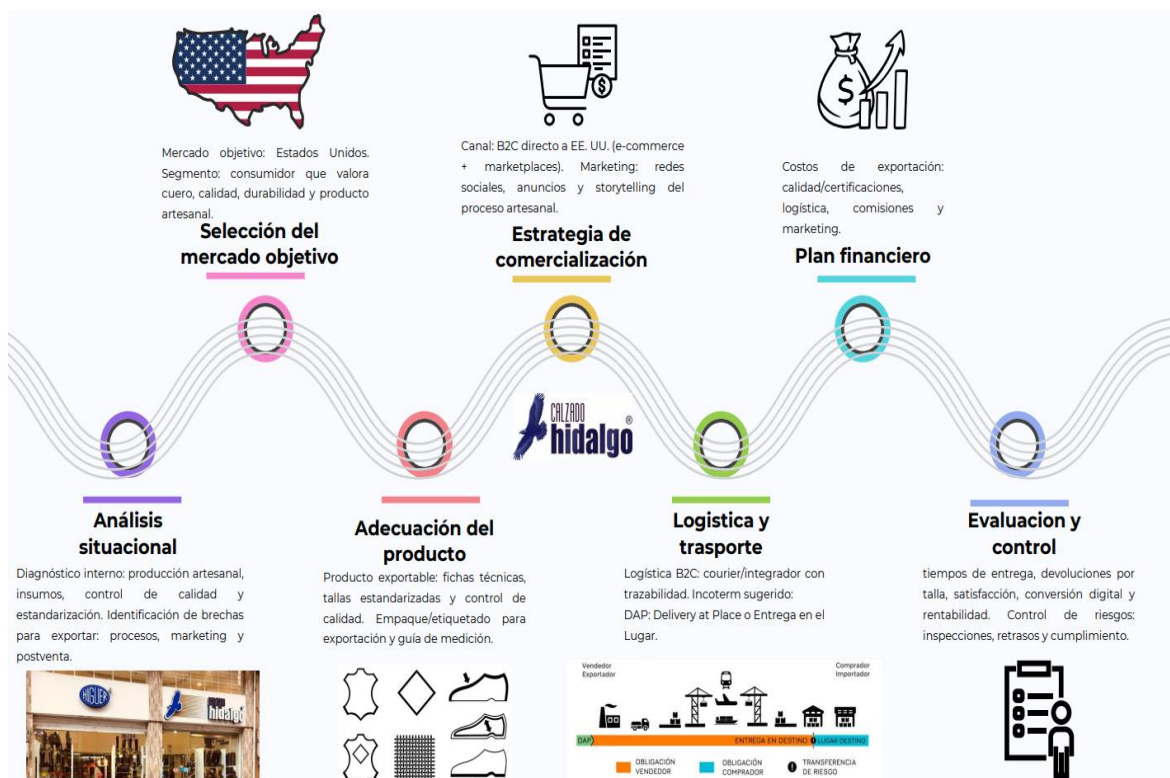 Mercado objetivo: Estados Unidos.
Segmento: consumidor que valora
cuero, calidad, durabilidad y producto
artesanal.
Selección del
mercado objetivo
Canal: B2C directo a EE. UU. (e-commerce
+ marketplaces). Marketing: redes
sociales, anuncios y storytelling del
proceso artesanal.
Estrategia de
comercialización
Costos de exportación:
calidad/certificaciones,
logística, comisiones y
marketing.
Plan financiero
CALZADO
hidalgo®
Análisis
situacional
Diagnóstico interno: producción artesanal,
insumos, control de calidad y
estandarización. Identificación de brechas
para exportar: procesos, marketing y
postventa.
HIGUER
hidalgo
Adecuación del
producto
Producto exportable: fichas técnicas,
tallas estandarizadas y control de
calidad. Empaque/etiquetado para
exportación y guía de medición.
Logistica y
trasporte
Logística B2C: courier/integrador con
trazabilidad. Incoterm sugerido:
DAP: Delivery at Place o Entrega en el
Lugar.
Vendedor
Exportador
Comprador
Importador
DAP
ENTREGA EN DESTINO
LUGAR DESTINO
OBLIGACIÓN
VENDEDOR
OBLIGACIÓN
COMPRADOR
TRANSFERENCIA
DE RIESGO
Evaluacion y
control
tiempos de entrega, devoluciones por
talla, satisfacción, conversión digital y
rentabilidad. Control de riesgos:
inspecciones, retrasos y cumplimiento.